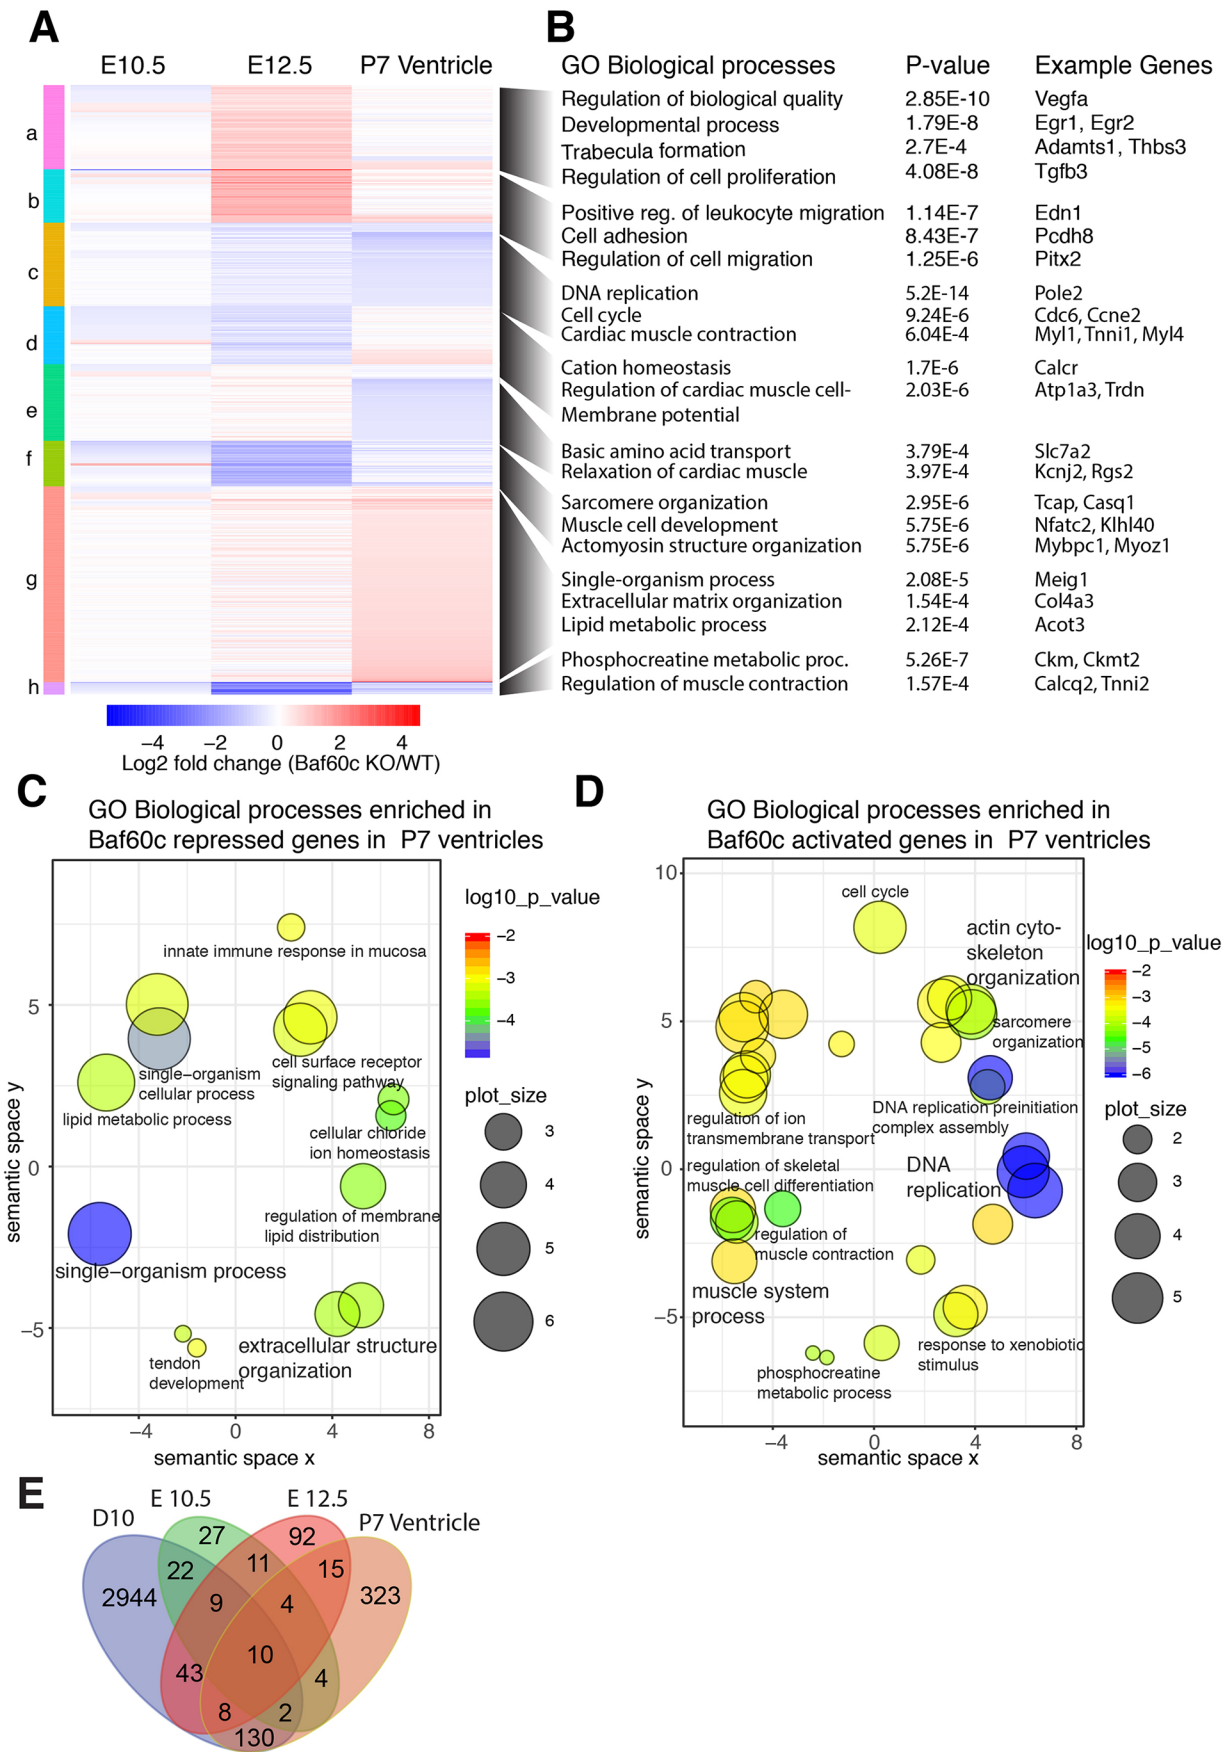 A
B
E10.5 E12.5 P7 Ventricle
GO Biological processes P-value Example Genes
a
b
c
d
e
f
g
h
Regulation of biological quality 2.85E-10 Vegfa
Developmental process 1.79E-8 Egr1, Egr2
Trabecula formation 2.7E-4 Adamts1, Thbs3
Regulation of cell proliferation 4.08E-8 Tgfb3
Positive reg. of leukocyte migration 1.14E-7 Edn1
Cell adhesion 8.43E-7 Pcdh8
Regulation of cell migration 1.25E-6 Pitx2
DNA replication 5.2E-14 Pole2
Cell cycle 9.24E-6 Cdc6, Ccne2
Cardiac muscle contraction 6.04E-4 Myl1, Tnni1, Myl4
Cation homeostasis 1.7E-6 Calcr
Regulation of cardiac muscle cell- 2.03E-6 Atp1a3, Trdn
Membrane potential
Basic amino acid transport 3.79E-4 Slc7a2
Relaxation of cardiac muscle 3.97E-4 Kcnj2, Rgs2
Sarcomere organization 2.95E-6 Tcap, Casq1
Muscle cell development 5.75E-6 Nfatc2, Klhl40
Actomyosin structure organization 5.75E-6 Mybpc1, Myoz1
Single-organism process 2.08E-5 Meig1
Extracellular matrix organization 1.54E-4 Col4a3
Lipid metabolic process 2.12E-4 Acot3
Phosphocreatine metabolic proc. 5.26E-7 Ckm, Ckmt2
Regulation of muscle contraction 1.57E-4 Calcq2, Tnni2
−4 −2 0 2 4
Log2 fold change (Baf60c KO/WT)
C
GO Biological processes enriched in
Baf60c repressed genes in P7 ventricles
innate immune response in mucosa
single−organism
cellular process
cell surface receptor
signaling pathway
lipid metabolic process
cellular chloride
ion homeostasis
regulation of membrane
lipid distribution
single−organism process
extracellular structure
organization
tendon
development
5
0
−5
−4 0 4 8
semantic space x
semantic space y
log10_p_value
−2
−3
−4
plot_size
3
4
5
6
D
GO Biological processes enriched in
Baf60c activated genes in P7 ventricles
cell cycle
actin cyto-
skeleton
organization
sarcomere
organization
DNA replication preinitiation
complex assembly
regulation of ion
transmembrane transport
regulation of skeletal
muscle cell differentiation
DNA
replication
regulation of
muscle contraction
muscle system
process
response to xenobiotic
stimulus
phosphocreatine
metabolic process
10
5
0
−5
−4 0 4 8
semantic space x
semantic space y
log10_p_value
−2
−3
−4
−5
−6
plot_size
2
3
4
5
E
D10
E 10.5
E 12.5
P7 Ventricle
27 92
22 11 15
2944 9 4 323
10
43 4
8 2
130